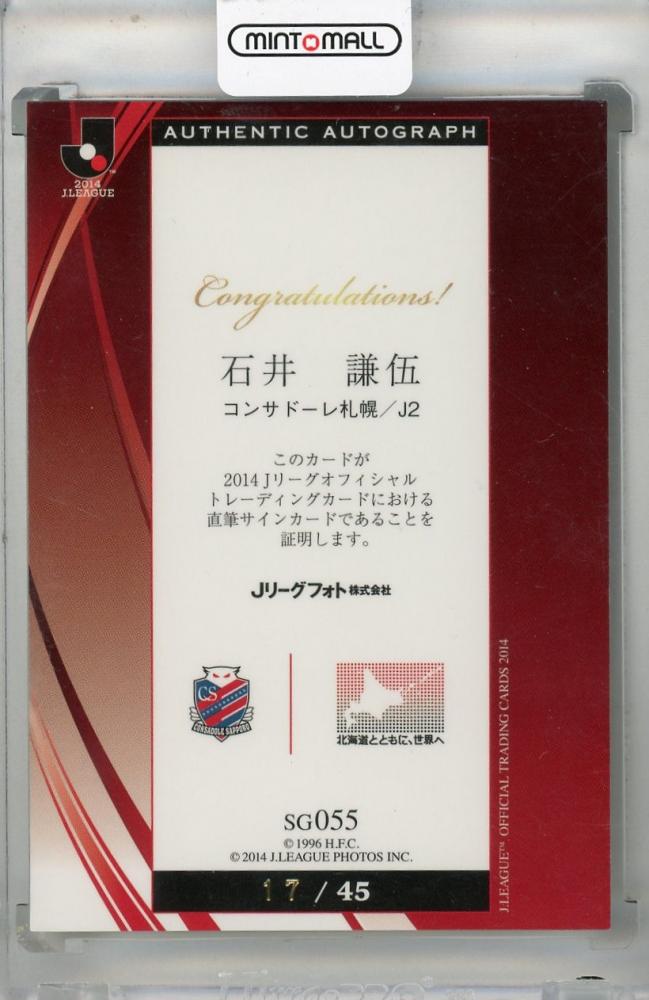 MINT MALL
AUTHENTIC AUTOGRAPH
2014
J.LEAGUE
TM
Congratulations!
石井 謙伍
コンサドーレ札幌/J2
このカードが
2014 Jリーグオフィシャル
トレーディングカードにおける
直筆サインカードであることを
証明します。
Jリーグフォト株式会社
CS
CONSADOLE SAPPORO
北海道とともに、世界へ
SG055
© 1996 H.F.C.
© 2014 J.LEAGUE PHOTOS INC.
17 / 45
J.LEAGUE™ OFFICIAL TRADING CARDS 2014